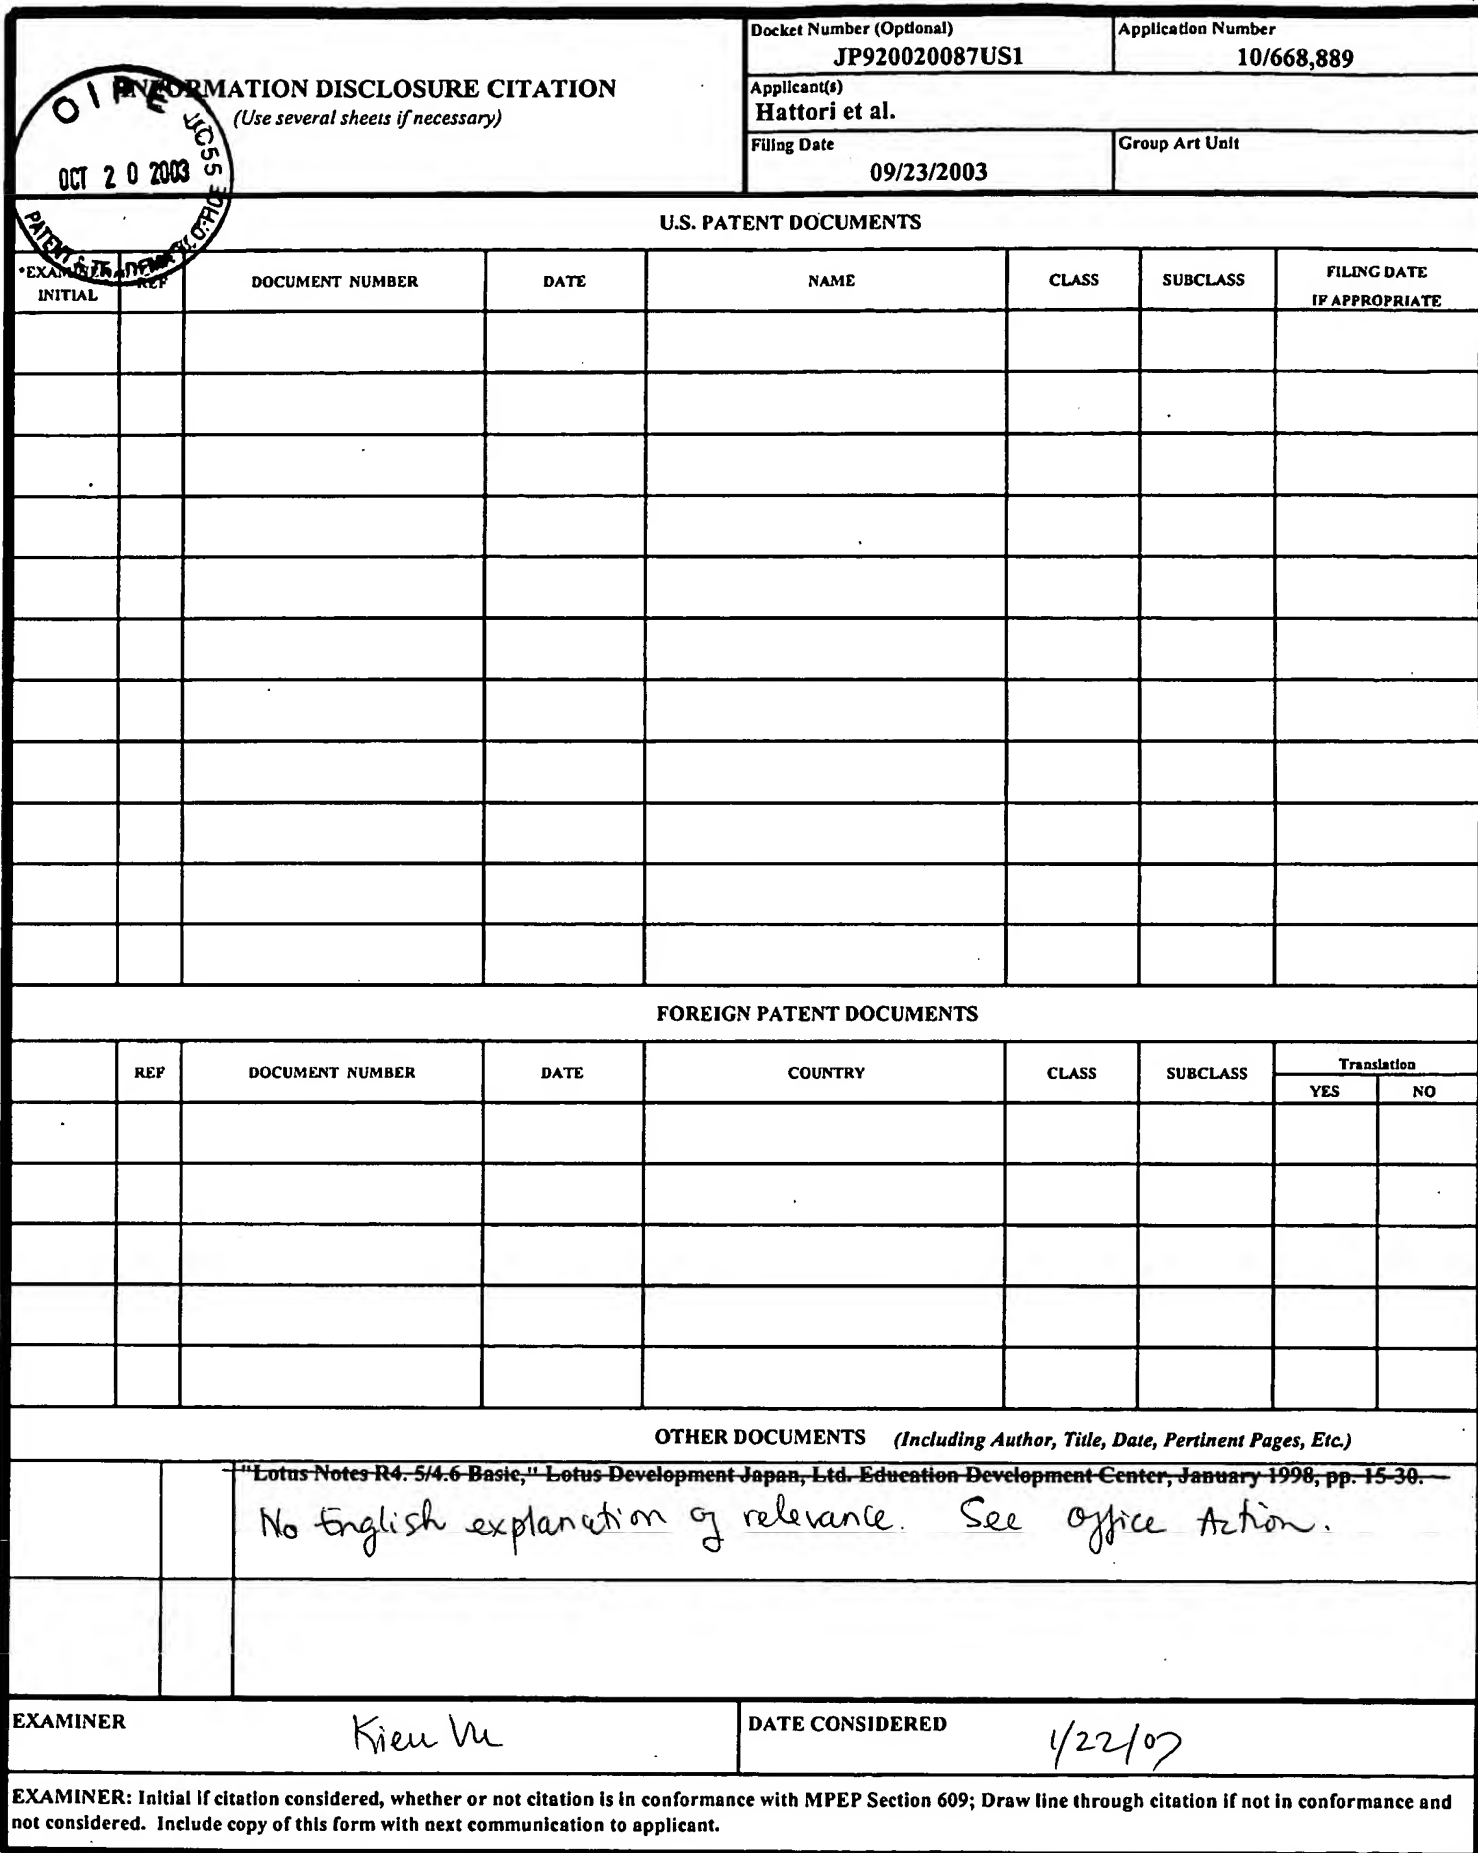 Docket Number (Optional)
JP920020087US1
Application Number
10/668,889
INFORMATION DISCLOSURE CITATION
(Use several sheets if necessary)
Applicant(s)
Hattori et al.
Filing Date
09/23/2003
Group Art Unit
OIPE
OCT 20 2003
U.S. PATENT DOCUMENTS
*EXAMINER INITIAL
REF
DOCUMENT NUMBER
DATE
NAME
CLASS
SUBCLASS
FILING DATE
IF APPROPRIATE
FOREIGN PATENT DOCUMENTS
REF
DOCUMENT NUMBER
DATE
COUNTRY
CLASS
SUBCLASS
Translation
YES
NO
OTHER DOCUMENTS (Including Author, Title, Date, Pertinent Pages, Etc.)
"Lotus Notes R4. 5/4.6 Basic," Lotus Development Japan, Ltd. Education Development Center, January 1998, pp. 15-30.
No English explanation of relevance. See Office Action.
EXAMINER
Kieu Vu
DATE CONSIDERED
1/22/07
EXAMINER: Initial if citation considered, whether or not citation is in conformance with MPEP Section 609; Draw line through citation if not in conformance and
not considered. Include copy of this form with next communication to applicant.